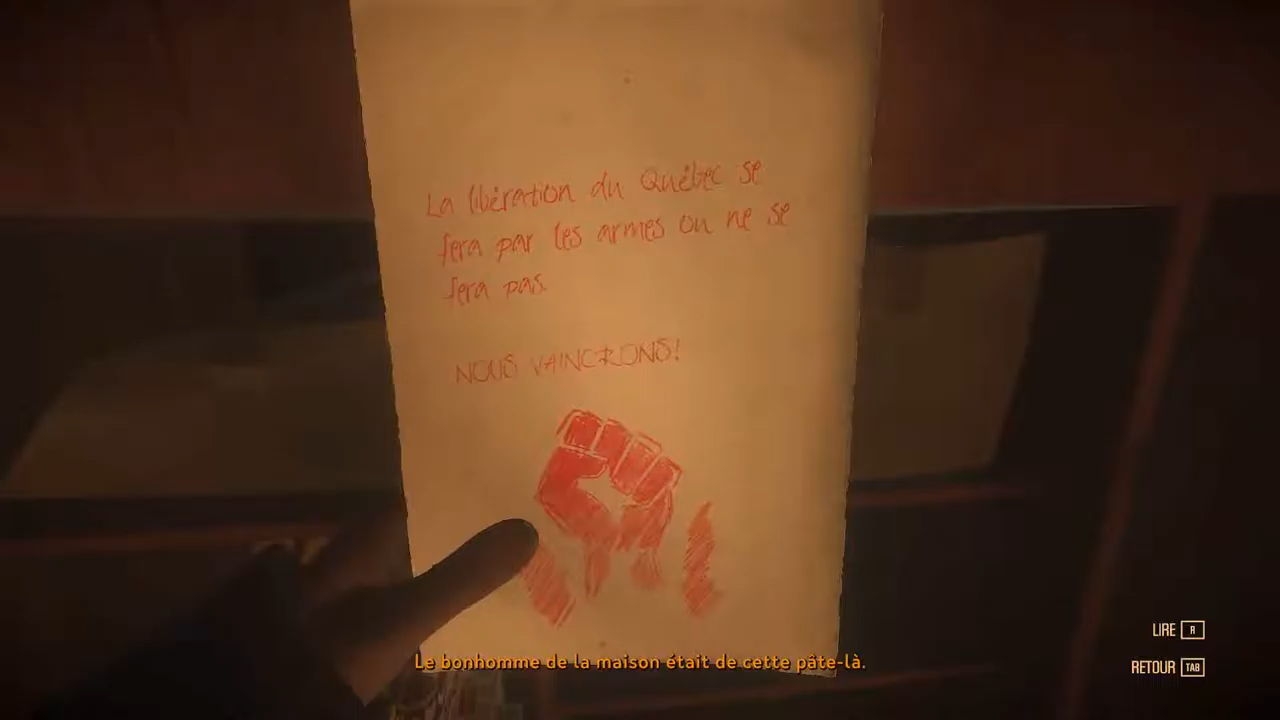 La libération du Québec se
fera par les armes ou ne se
fera pas.
NOUS VAINCRONS!
LIRE R
RETOUR TAB
Le bonhomme de la maison était de cette pâte-là.